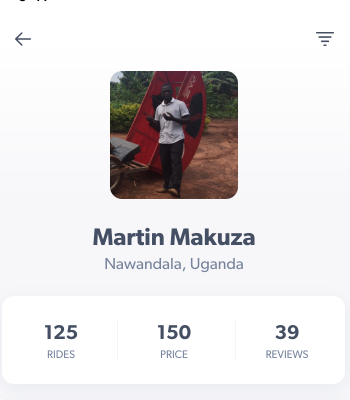 Martin Makuza
Nawandala, Uganda
125 150 39
RIDES PRICE REVIEWS